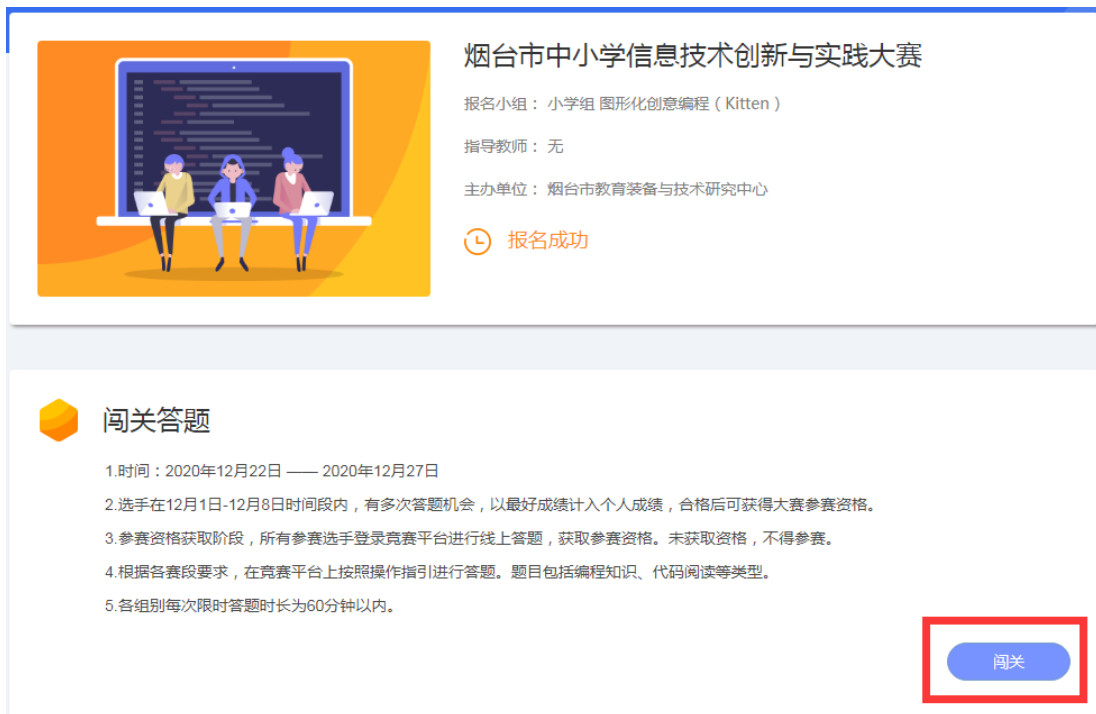 烟台市中小学信息技术创新与实践大赛
报名小组： 小学组 图形化创意编程（Kitten）
指导教师： 无
主办单位： 烟台市教育装备与技术研究中心
报名成功
闯关答题
1.时间：2020年12月22日 —— 2020年12月27日
2.选手在12月1日-12月8日时间段内，有多次答题机会，以最好成绩计入个人成绩，合格后可获得大赛参赛资格。
3.参赛资格获取阶段，所有参赛选手登录竞赛平台进行线上答题，获取参赛资格。未获取资格，不得参赛。
4.根据各赛段要求，在竞赛平台上按照操作指引进行答题。题目包括编程知识、代码阅读等类型。
5.各组别每次限时答题时长为60分钟以内。
闯关